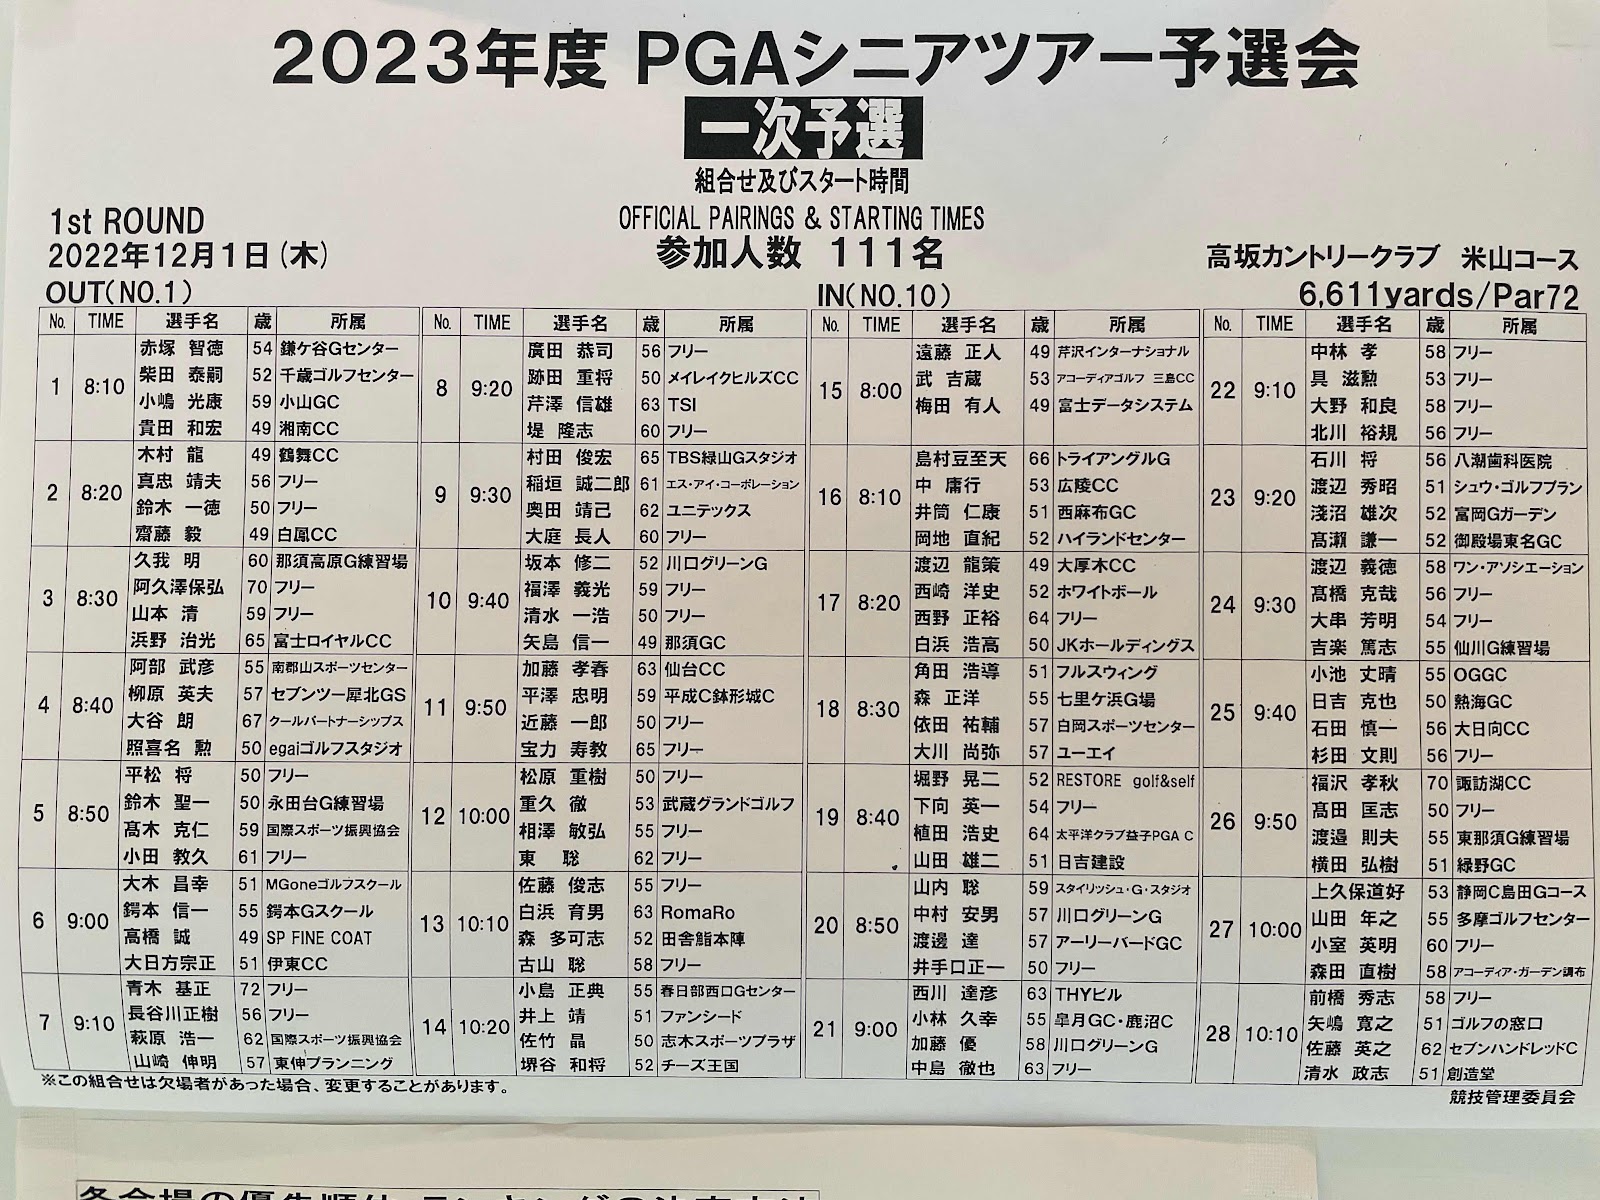 2023年度 PGAシニアツアー予選会
一次予選
組合せ及びスタート時間
1st ROUND
OFFICIAL PAIRINGS & STARTING TIMES
2022年12月1日(木)
参加人数 111名
高坂カントリークラブ 米山コース
OUT(NO.1)
IN(NO.10)
6,611yards/Par72
No. TIME 選手名 歳 所属
1 8:10
赤塚 智徳 54 鎌ケ谷Gセンター
柴田 泰嗣 52 千歳ゴルフセンター
小嶋 光康 59 小山GC
貴田 和宏 49 湘南CC
2 8:20
木村 龍 49 鶴舞CC
真忠 靖夫 56 フリー
鈴木 一徳 50 フリー
齋藤 毅 49 白鳳CC
3 8:30
久我 明 60 那須高原G練習場
阿久澤保弘 70 フリー
山本 清 59 フリー
浜野 治光 65 富士ロイヤルCC
4 8:40
阿部 武彦 55 南郡山スポーツセンター
柳原 英夫 57 セブンツー犀北GS
大谷 朗 67 クールパートナーシップス
照喜名 勲 50 egaiゴルフスタジオ
5 8:50
平松 将 50 フリー
鈴木 聖一 50 永田台G練習場
髙木 克仁 59 国際スポーツ振興協会
小田 教久 61 フリー
6 9:00
大木 昌幸 51 MGoneゴルフスクール
鍔本 信一 55 鍔本Gスクール
高橋 誠 49 SP FINE COAT
大日方宗正 51 伊東CC
7 9:10
青木 基正 72 フリー
長谷川正樹 56 フリー
萩原 浩一 62 国際スポーツ振興協会
山崎 伸明 57 東伸プランニング
No. TIME 選手名 歳 所属
8 9:20
廣田 恭司 56 フリー
跡田 重将 50 メイレイクヒルズCC
芹澤 信雄 63 TSI
堤 隆志 60 フリー
9 9:30
村田 俊宏 65 TBS緑山Gスタジオ
稲垣 誠二郎 61 エス・アイ・コーポレーション
奥田 靖己 62 ユニテックス
大庭 長人 60 フリー
10 9:40
坂本 修二 52 川口グリーンG
福澤 義光 59 フリー
清水 一浩 50 フリー
矢島 信一 49 那須GC
11 9:50
加藤 孝春 63 仙台CC
平澤 忠明 59 平成C鉢形城C
近藤 一郎 50 フリー
宝力 寿教 65 フリー
12 10:00
松原 重樹 50 フリー
重久 徹 53 武蔵グランドゴルフ
相澤 敏弘 55 フリー
東 聡 62 フリー
13 10:10
佐藤 俊志 55 フリー
白浜 育男 63 RomaRo
森 多可志 52 田舎鮨本陣
古山 聡 58 フリー
14 10:20
小島 正典 55 春日部西口Gセンター
井上 靖 51 ファンシード
佐竹 晶 50 志木スポーツプラザ
堺谷 和将 52 チーズ王国
No. TIME 選手名 歳 所属
15 8:00
遠藤 正人 49 芹沢インターナショナル
武 吉蔵 53 アコーディアゴルフ 三島CC
梅田 有人 49 富士データシステム
16 8:10
島村豆至天 66 トライアングルG
中 庸行 53 広陵CC
井筒 仁康 51 西麻布GC
岡地 直紀 52 ハイランドセンター
17 8:20
渡辺 龍策 49 大厚木CC
西崎 洋史 52 ホワイトボール
西野 正裕 64 フリー
白浜 浩高 50 JKホールディングス
18 8:30
角田 浩導 51 フルスウィング
森 正洋 55 七里ケ浜G場
依田 祐輔 57 白岡スポーツセンター
大川 尚弥 57 ユーエイ
19 8:40
堀野 晃二 52 RESTORE golf&self
下向 英一 54 フリー
植田 浩史 64 太平洋クラブ益子PGA C
山田 雄二 51 日吉建設
20 8:50
山内 聡 59 スタイリッシュ・G・スタジオ
中村 安男 57 川口グリーンG
渡邊 達 57 アーリーバードGC
井手口正一 50 フリー
21 9:00
西川 達彦 63 THYビル
小林 久幸 55 皐月GC・鹿沼C
加藤 優 58 川口グリーンG
中島 徹也 63 フリー
No. TIME 選手名 歳 所属
22 9:10
中林 孝 58 フリー
具 滋勲 53 フリー
大野 和良 58 フリー
北川 裕規 56 フリー
23 9:20
石川 将 56 八潮歯科医院
渡辺 秀昭 51 シュウ・ゴルフプラン
淺沼 雄次 52 富岡Gガーデン
髙瀬 謙一 52 御殿場東名GC
24 9:30
渡辺 義徳 58 ワン・アソシエーション
髙橋 克哉 56 フリー
大串 芳明 54 フリー
吉楽 篤志 55 仙川G練習場
25 9:40
小池 丈晴 55 OGGC
日吉 克也 50 熱海GC
石田 慎一 56 大日向CC
杉田 文則 56 フリー
26 9:50
福沢 孝秋 70 諏訪湖CC
髙田 匡志 50 フリー
渡邉 則夫 55 東那須G練習場
横田 弘樹 51 緑野GC
27 10:00
上久保道好 53 静岡C島田Gコース
山田 年之 55 多摩ゴルフセンター
小室 英明 60 フリー
森田 直樹 58 アコーディア・ガーデン調布
28 10:10
前橋 秀志 58 フリー
矢嶋 寛之 51 ゴルフの窓口
佐藤 英之 62 セブンハンドレッドC
清水 政志 51 創造堂
※この組合せは欠場者があった場合、変更することがあります。
競技管理委員会